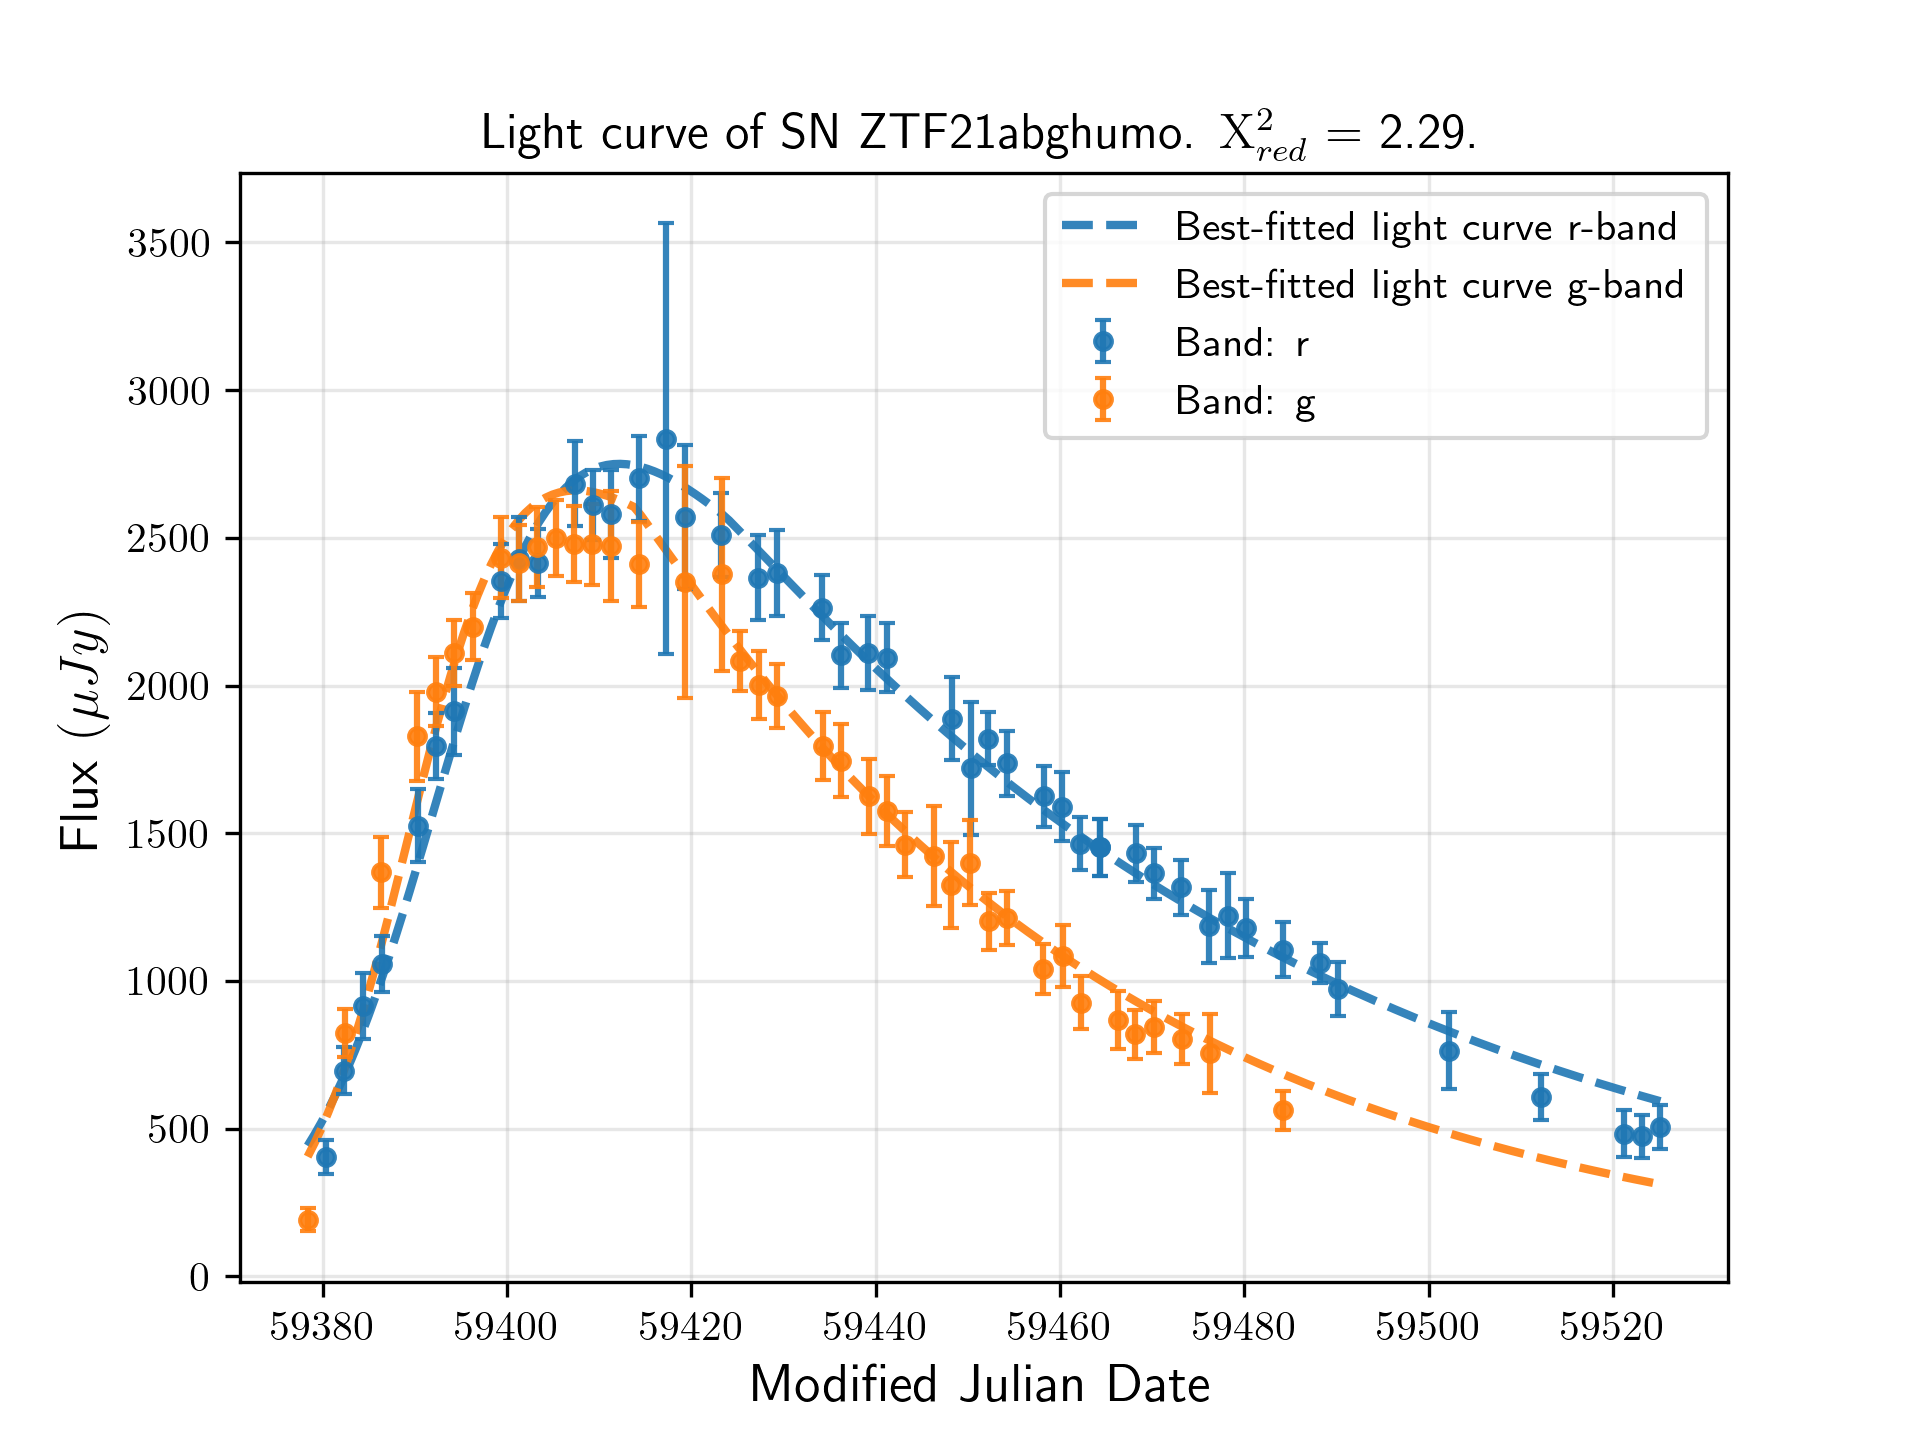 Light curve of SN ZTF21abghumo. X²_red = 2.29.
Best-fitted light curve r-band
Best-fitted light curve g-band
Band: r
Band: g
3500
3000
2500
2000
1500
1000
500
0
Flux (μJy)
59380 59400 59420 59440 59460 59480 59500 59520
Modified Julian Date